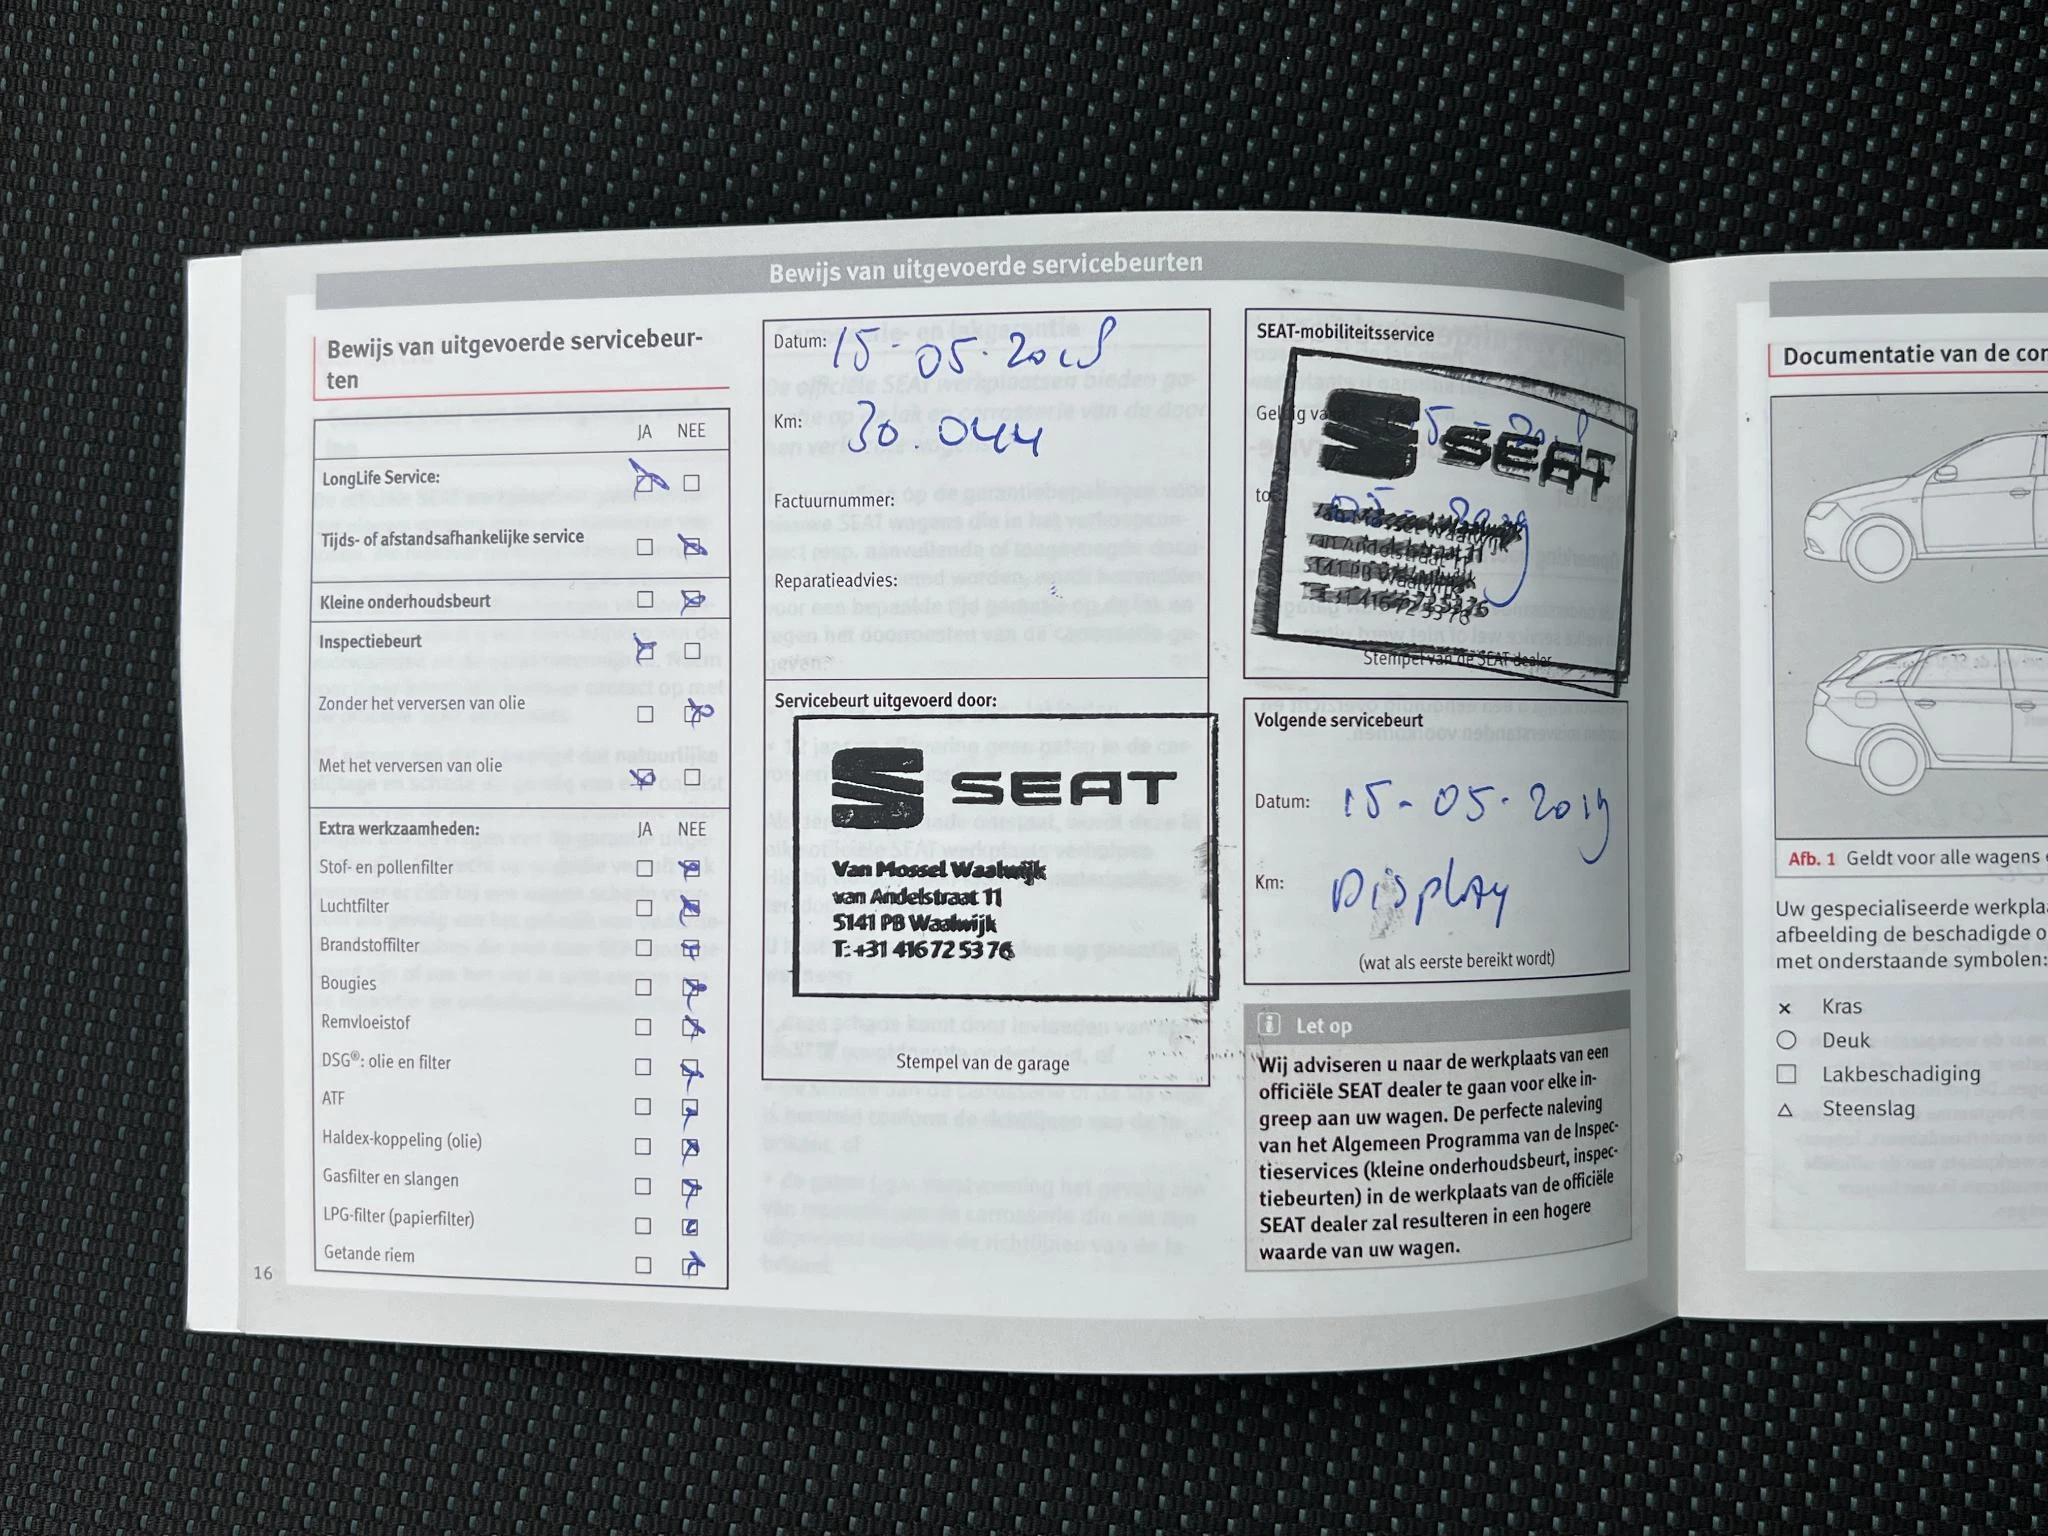 Bewijs van uitgevoerde servicebeurten
Bewijs van uitgevoerde servicebeur-
ten
JA NEE
LongLife Service:
Tijds- of afstandsafhankelijke service
Kleine onderhoudsbeurt
Inspectiebeurt
Zonder het verversen van olie
Met het verversen van olie
Extra werkzaamheden: JA NEE
Stof- en pollenfilter
Luchtfilter
Brandstoffilter
Bougies
Remvloeistof
DSG®: olie en filter
ATF
Haldex-koppeling (olie)
Gasfilter en slangen
LPG-filter (papierfilter)
Getande riem
16
Datum: 15-05-2018
Km: 30.044
Factuurnummer:
Reparatieadvies:
Servicebeurt uitgevoerd door:
SEAT
Van Mossel Waalwijk
van Andelstraat 11
5141 PB Waalwijk
T: +31 416 72 53 76
Stempel van de garage
SEAT-mobiliteitsservice
SEAT
van Andelstraat 11
5141 PB Waalwijk
Stempel van de SEAT dealer
Volgende servicebeurt
Datum: 15-05-2019
Km: Display
(wat als eerste bereikt wordt)
Let op
Wij adviseren u naar de werkplaats van een
officiële SEAT dealer te gaan voor elke in-
greep aan uw wagen. De perfecte naleving
van het Algemeen Programma van de Inspec-
tieservices (kleine onderhoudsbeurt, inspec-
tiebeurten) in de werkplaats van de officiële
SEAT dealer zal resulteren in een hogere
waarde van uw wagen.
Documentatie van de cor
Afb. 1 Geldt voor alle wagens
Uw gespecialiseerde werkpla
afbeelding de beschadigde o
met onderstaande symbolen:
Kras
Deuk
Lakbeschadiging
Steenslag